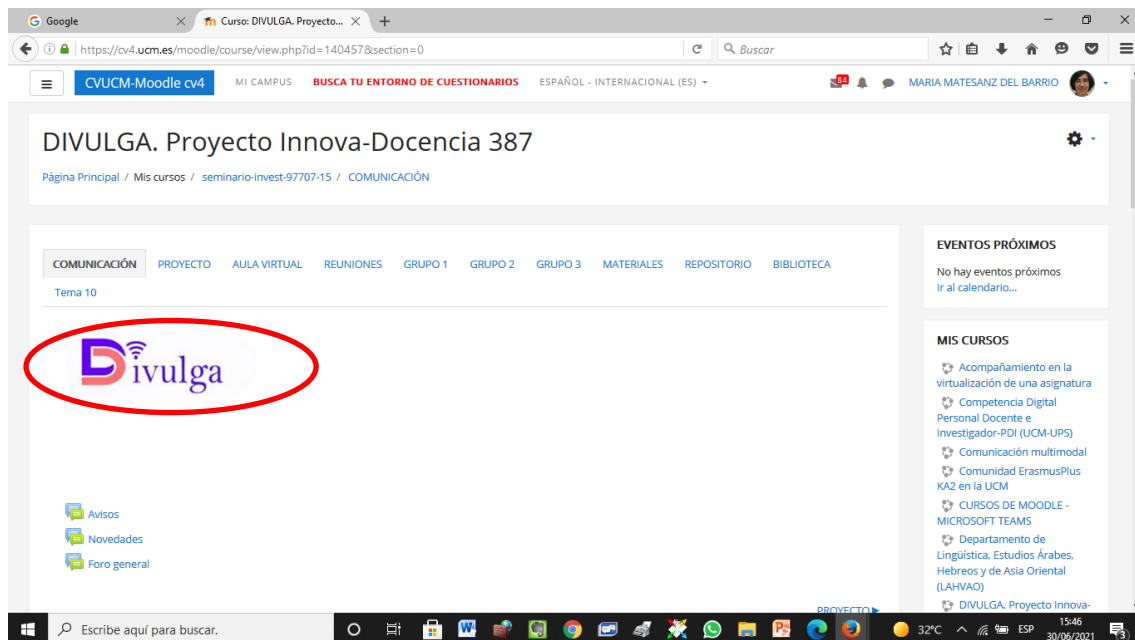 Google
Curso: DIVULGA. Proyecto...
https://cv4.ucm.es/moodle/course/view.php?id=140457&section=0
Buscar
CVUCM-Moodle cv4
MI CAMPUS
BUSCA TU ENTORNO DE CUESTIONARIOS
ESPAÑOL - INTERNACIONAL (ES)
84
MARIA MATESANZ DEL BARRIO
DIVULGA. Proyecto Innova-Docencia 387
Página Principal / Mis cursos / seminario-invest-97707-15 / COMUNICACIÓN
COMUNICACIÓN PROYECTO AULA VIRTUAL REUNIONES GRUPO 1 GRUPO 2 GRUPO 3 MATERIALES REPOSITORIO BIBLIOTECA
Tema 10
Divulga
Avisos
Novedades
Foro general
PROYECTO
EVENTOS PRÓXIMOS
No hay eventos próximos
Ir al calendario...
MIS CURSOS
Acompañamiento en la
virtualización de una asignatura
Competencia Digital
Personal Docente e
Investigador-PDI (UCM-UPS)
Comunicación multimodal
Comunidad ErasmusPlus
KA2 en la UCM
CURSOS DE MOODLE -
MICROSOFT TEAMS
Departamento de
Lingüística, Estudios Árabes,
Hebreos y de Asia Oriental
(LAHVAO)
DIVULGA. Proyecto Innova-
Escribe aquí para buscar.
32°C
ESP
15:46
30/06/2021
3